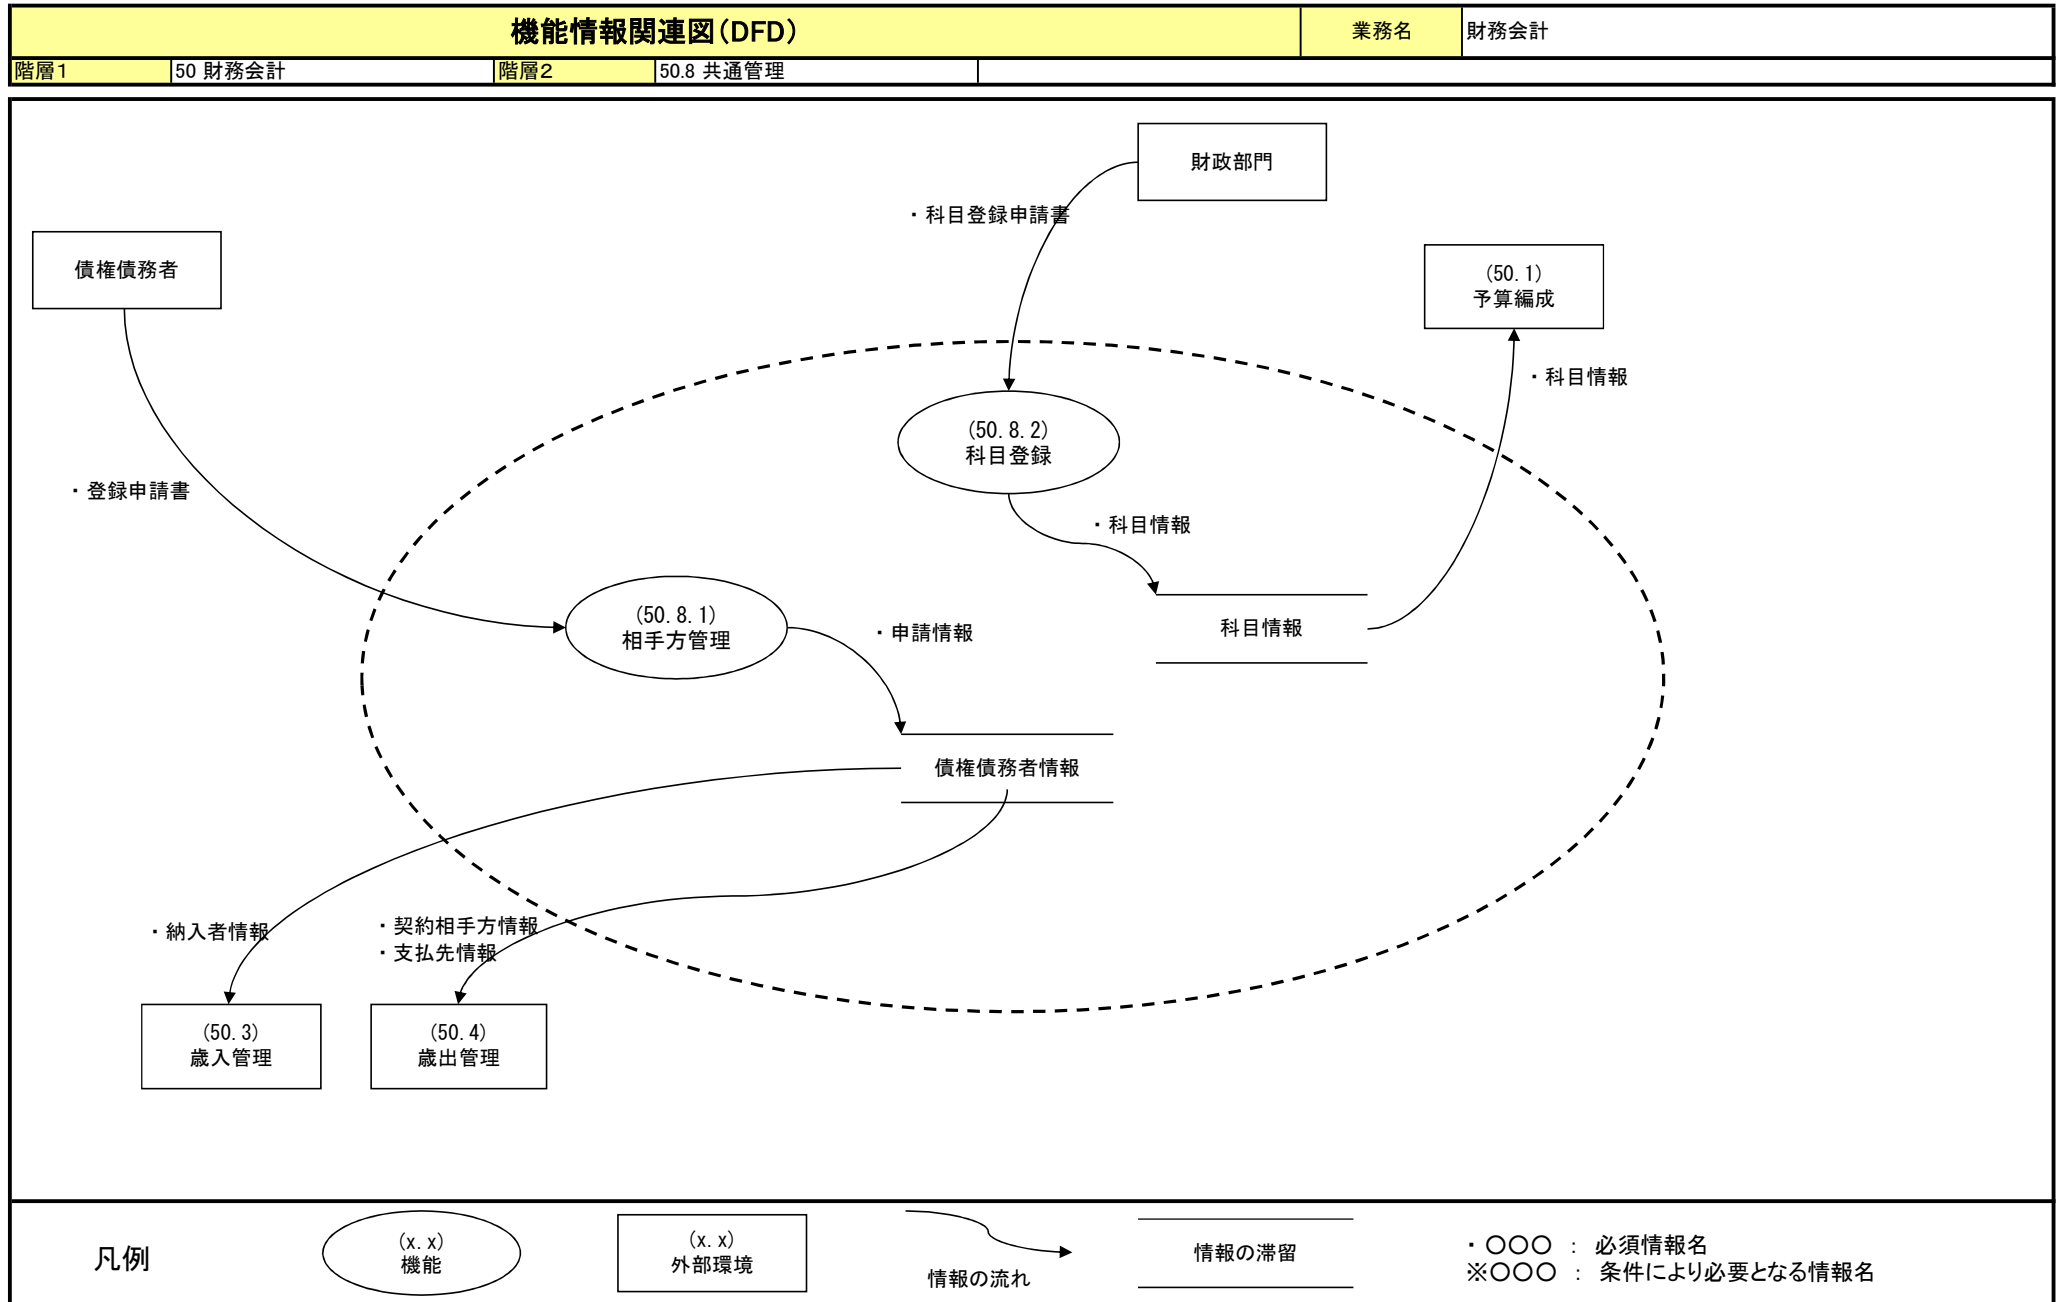 機能情報関連図(DFD)
業務名
財務会計
階層1
50 財務会計
階層2
50.8 共通管理
財政部門
・科目登録申請書
債権債務者
(50.1)
予算編成
・科目情報
(50.8.2)
科目登録
・登録申請書
・科目情報
(50.8.1)
相手方管理
・申請情報
科目情報
債権債務者情報
・納入者情報
・契約相手方情報
・支払先情報
(50.3)
歳入管理
(50.4)
歳出管理
凡例
(x.x)
機能
(x.x)
外部環境
情報の流れ
情報の滞留
・○○○ : 必須情報名
※○○○ : 条件により必要となる情報名